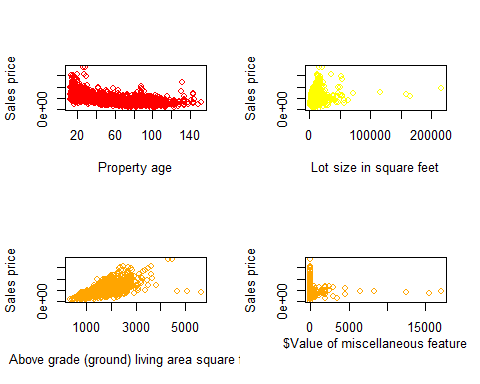 Sales price
0e+00
20 60 100 140
Property age
Sales price
0e+00
0 100000 200000
Lot size in square feet
Sales price
0e+00
1000 3000 5000
Above grade (ground) living area square f
Sales price
0e+00
0 5000 15000
$Value of miscellaneous feature